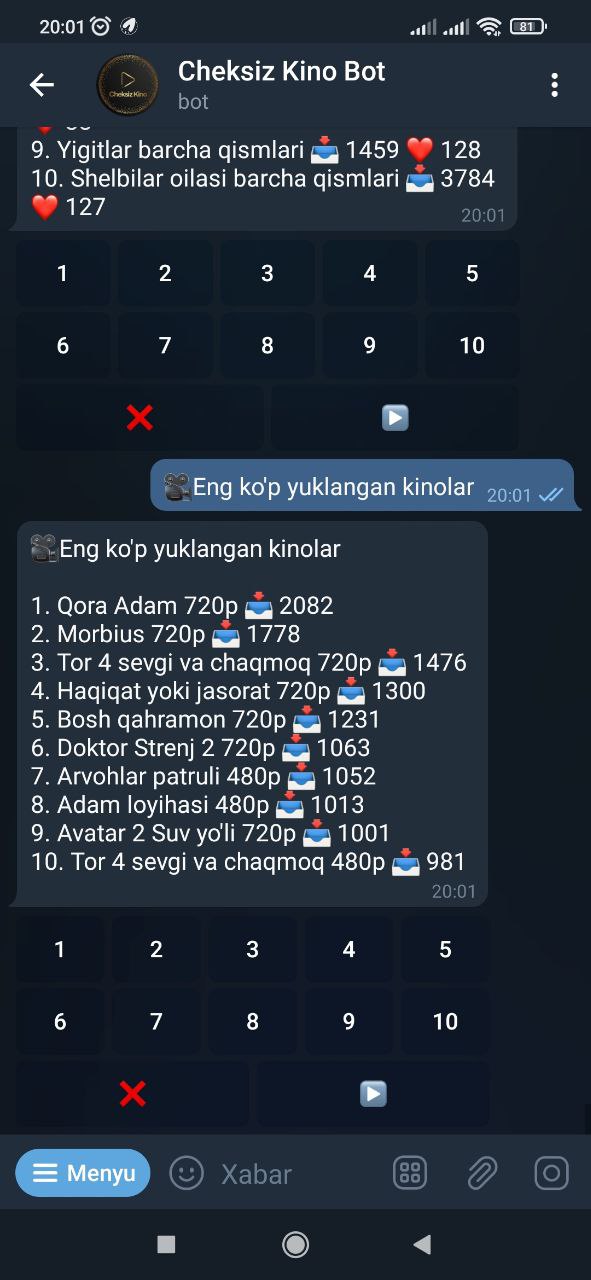 20:01
81
Cheksiz Kino
Cheksiz Kino Bot
bot
9. Yigitlar barcha qismlari 📥 1459 ❤️ 128
10. Shelbilar oilasi barcha qismlari 📥 3784
❤️ 127
20:01
1 2 3 4 5
6 7 8 9 10
❌ ▶️
🎥Eng ko'p yuklangan kinolar 20:01
🎥Eng ko'p yuklangan kinolar
1. Qora Adam 720p 📥 2082
2. Morbius 720p 📥 1778
3. Tor 4 sevgi va chaqmoq 720p 📥 1476
4. Haqiqat yoki jasorat 720p 📥 1300
5. Bosh qahramon 720p 📥 1231
6. Doktor Strenj 2 720p 📥 1063
7. Arvohlar patruli 480p 📥 1052
8. Adam loyihasi 480p 📥 1013
9. Avatar 2 Suv yo'li 720p 📥 1001
10. Tor 4 sevgi va chaqmoq 480p 📥 981
20:01
1 2 3 4 5
6 7 8 9 10
❌ ▶️
Menyu Xabar